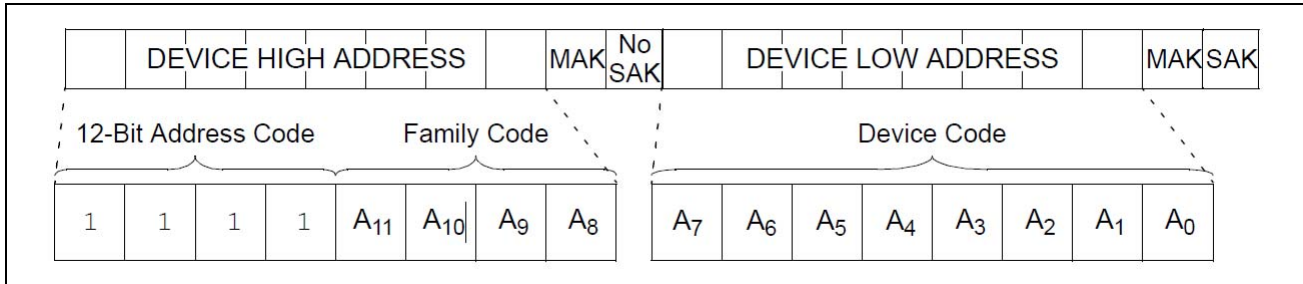 DEVICE HIGH ADDRESS MAK No SAK DEVICE LOW ADDRESS MAK SAK
12-Bit Address Code Family Code Device Code
1 1 1 1 A11 A10 A9 A8 A7 A6 A5 A4 A3 A2 A1 A0